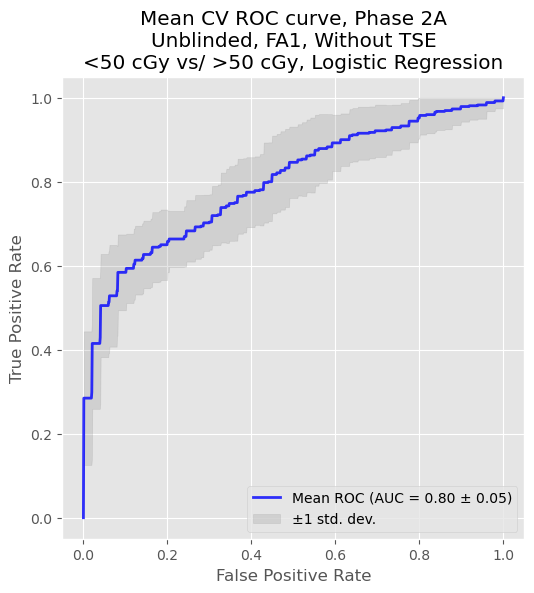 Mean CV ROC curve, Phase 2A
Unblinded, FA1, Without TSE
<50 cGy vs/ >50 cGy, Logistic Regression
True Positive Rate
1.0
0.8
0.6
0.4
0.2
0.0
Mean ROC (AUC = 0.80 ± 0.05)
±1 std. dev.
0.0 0.2 0.4 0.6 0.8 1.0
False Positive Rate